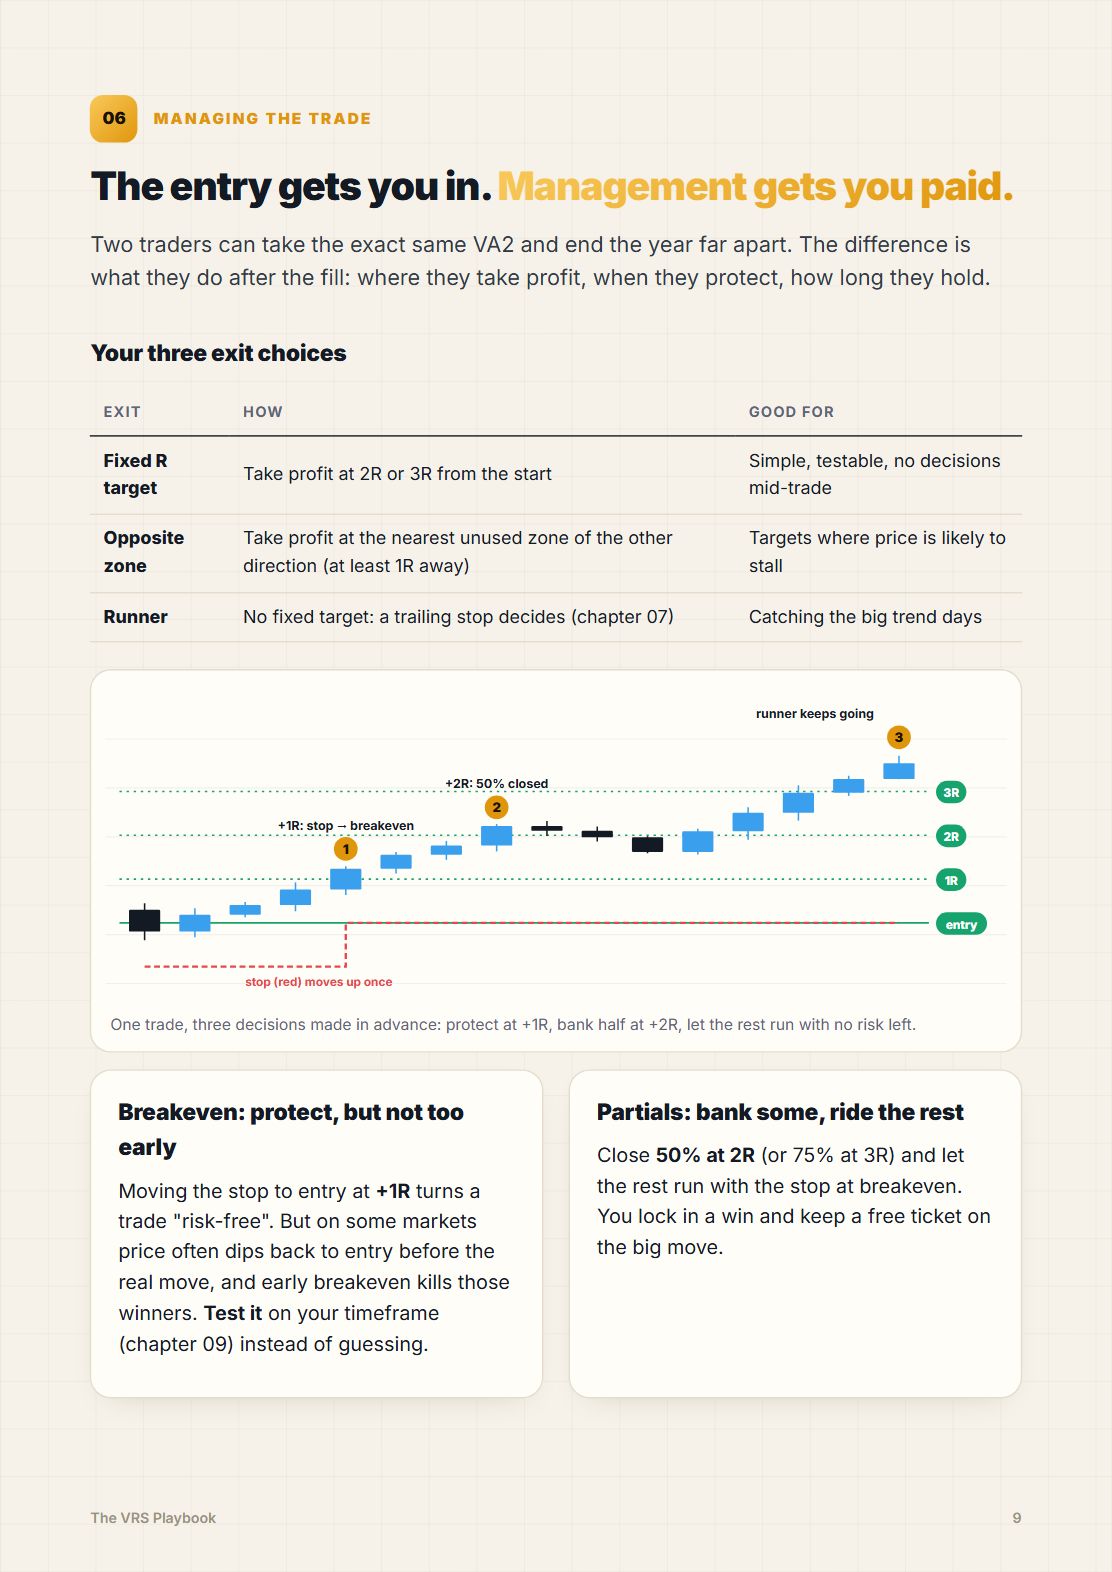 06
MANAGING THE TRADE
The entry gets you in. Management gets you paid.
Two traders can take the exact same VA2 and end the year far apart. The difference is
what they do after the fill: where they take profit, when they protect, how long they hold.
Your three exit choices
EXIT HOW GOOD FOR
Fixed R
target
Take profit at 2R or 3R from the start
Simple, testable, no decisions
mid-trade
Opposite
zone
Take profit at the nearest unused zone of the other
direction (at least 1R away)
Targets where price is likely to
stall
Runner
No fixed target: a trailing stop decides (chapter 07)
Catching the big trend days
runner keeps going
3
+2R: 50% closed
3R
2
+1R: stop → breakeven
2R
1
1R
entry
stop (red) moves up once
One trade, three decisions made in advance: protect at +1R, bank half at +2R, let the rest run with no risk left.
Breakeven: protect, but not too
early
Moving the stop to entry at +1R turns a
trade "risk-free". But on some markets
price often dips back to entry before the
real move, and early breakeven kills those
winners. Test it on your timeframe
(chapter 09) instead of guessing.
Partials: bank some, ride the rest
Close 50% at 2R (or 75% at 3R) and let
the rest run with the stop at breakeven.
You lock in a win and keep a free ticket on
the big move.
The VRS Playbook
9